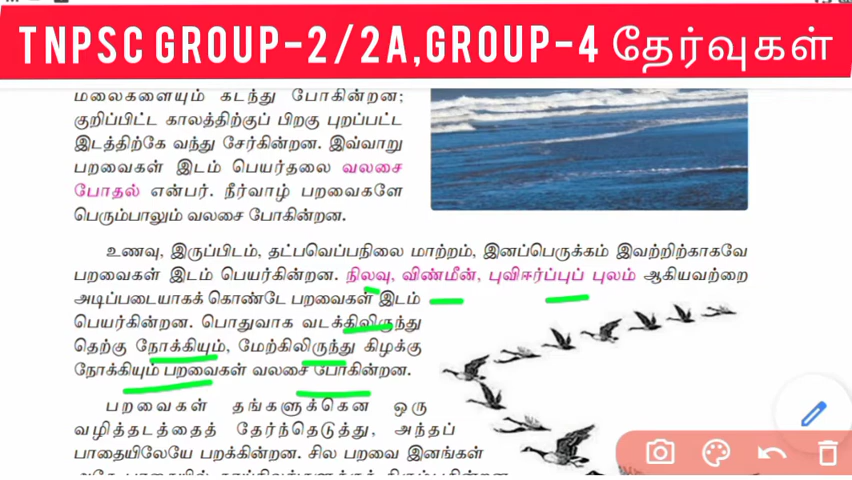 TNPSC GROUP-2/2A,GROUP-4 தேர்வுகள்
மலைகளையும் கடந்து போகின்றன;
குறிப்பிட்ட காலத்திற்குப் பிறகு புறப்பட்ட
இடத்திற்கே வந்து சேர்கின்றன. இவ்வாறு
பறவைகள் இடம் பெயர்தலை வலசை
போதல் என்பர். நீர்வாழ் பறவைகளே
பெரும்பாலும் வலசை போகின்றன.
உணவு, இருப்பிடம், தட்பவெப்பநிலை மாற்றம், இனப்பெருக்கம் இவற்றிற்காகவே
பறவைகள் இடம் பெயர்கின்றன. நிலவு, விண்மீன், புவிஈர்ப்புப் புலம் ஆகியவற்றை
அடிப்படையாகக் கொண்டே பறவைகள் இடம்
பெயர்கின்றன. பொதுவாக வடக்கிலிருந்து
தெற்கு நோக்கியும், மேற்கிலிருந்து கிழக்கு
நோக்கியும் பறவைகள் வலசை போகின்றன.
பறவைகள் தங்களுக்கென ஒரு
வழித்தடத்தைத் தேர்ந்தெடுத்து, அந்தப்
பாதையிலேயே பறக்கின்றன. சில பறவை இனங்கள்